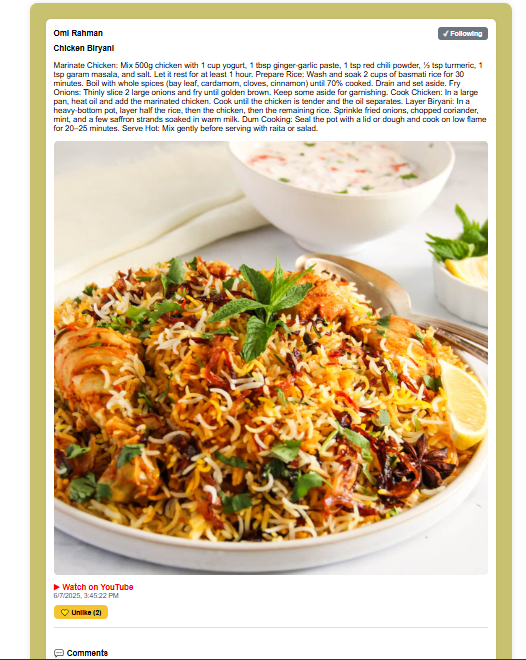 Omi Rahman
✓ Following
Chicken Biryani
Marinate Chicken: Mix 500g chicken with 1 cup yogurt, 1 tbsp ginger-garlic paste, 1 tsp red chili powder, ½ tsp turmeric, 1
tsp garam masala, and salt. Let it rest for at least 1 hour. Prepare Rice: Wash and soak 2 cups of basmati rice for 30
minutes. Boil with whole spices (bay leaf, cardamom, cloves, cinnamon) until 70% cooked. Drain and set aside. Fry
Onions: Thinly slice 2 large onions and fry until golden brown. Keep some aside for garnishing. Cook Chicken: In a large
pan, heat oil and add the marinated chicken. Cook until the chicken is tender and the oil separates. Layer Biryani: In a
heavy-bottom pot, layer half the rice, then the chicken, then the remaining rice. Sprinkle fried onions, chopped coriander,
mint, and a few saffron strands soaked in warm milk. Dum Cooking: Seal the pot with a lid or dough and cook on low flame
for 20–25 minutes. Serve Hot: Mix gently before serving with raita or salad.
▶ Watch on YouTube
6/7/2025, 3:45:22 PM
Unlike (2)
Comments